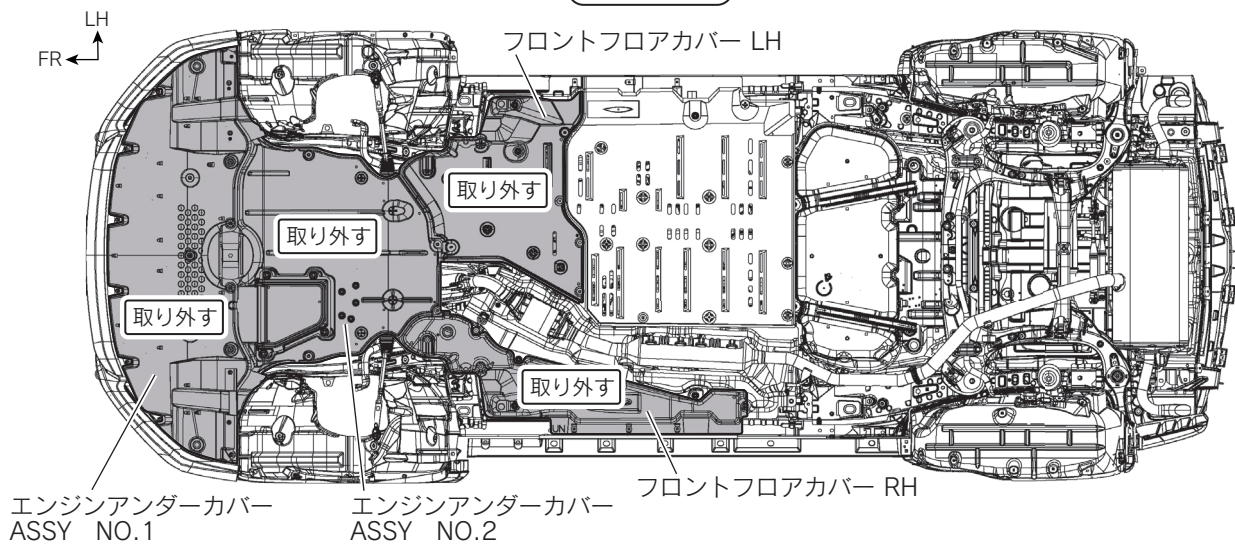 LH
FR
フロントフロアカバー LH
取り外す
取り外す
取り外す
取り外す
UN
フロントフロアカバー RH
エンジンアンダーカバー
ASSY NO.1
エンジンアンダーカバー
ASSY NO.2